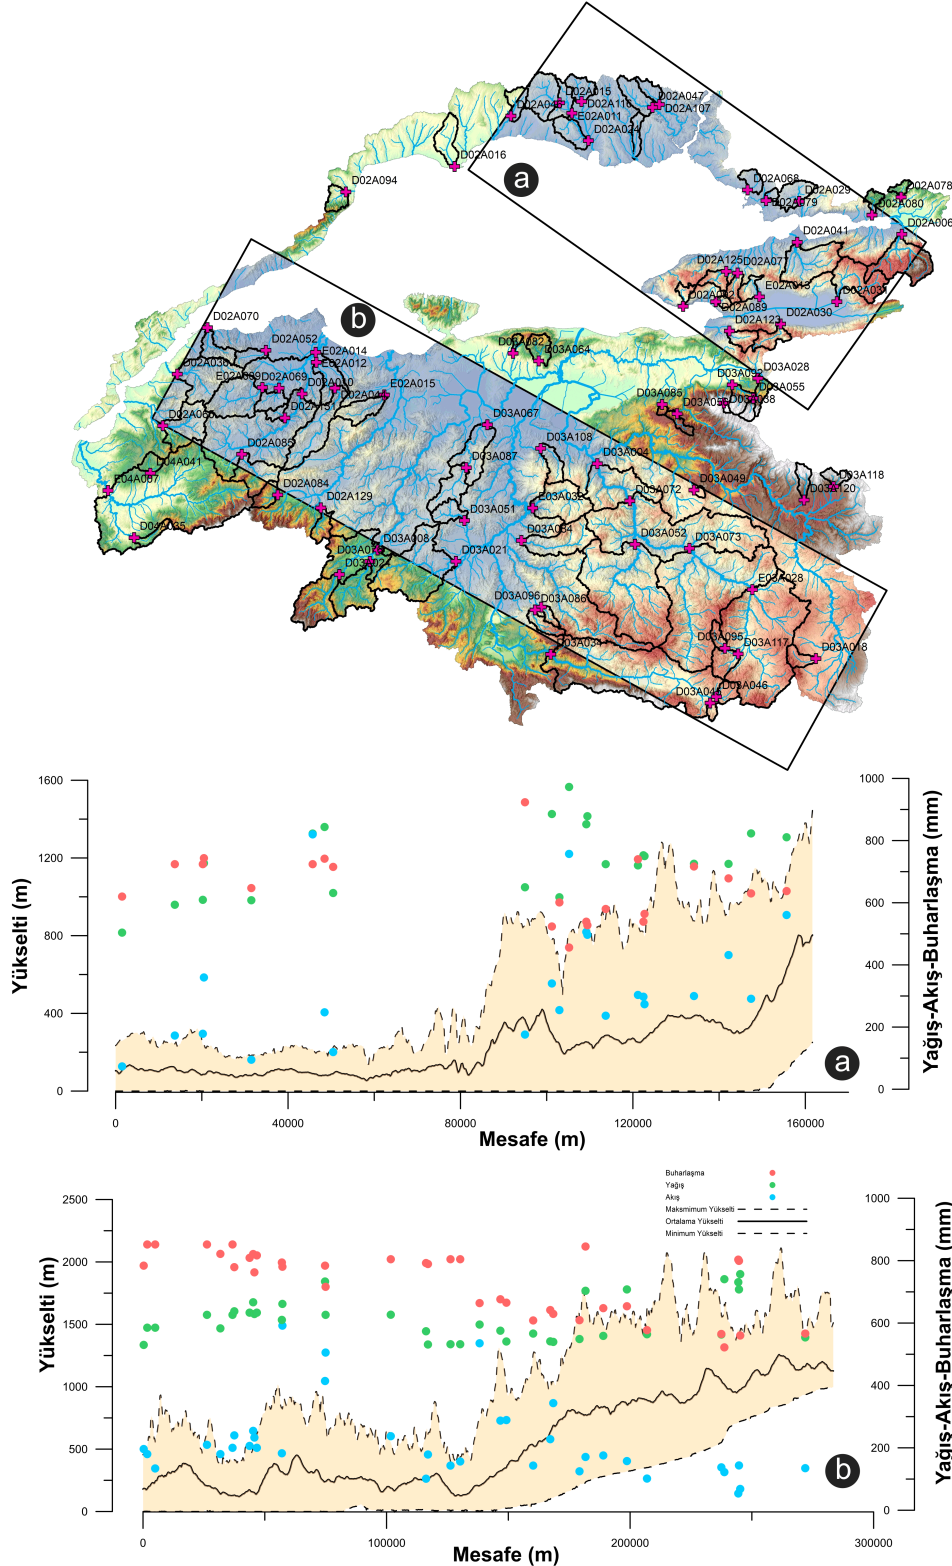 D02A015
D02A047
D02A116
D02A107
E02A011
D02A024
D02A016
a
D02A068
D02A078
D02A094
D02A029
D02A079
D02A080
D02A006
D02A041
D02A125
D02A077
E02A013
D02A089
D02A030
D02A123
b
D02A070
D02A052
E02A014
E02A012
D03A082
D03A064
D03A028
D03A055
D03A038
D03A085
E02A015
D02A069
D03A067
D03A108
D03A004
D02A085
D04A041
E04A007
D02A084
D03A087
D03A118
D03A120
D03A049
D03A072
D02A129
E03A032
D03A051
D04A035
D03A008
D03A021
D03A052
D03A073
E03A028
D03A096
D03A086
D03A034
D03A095
D03A117
D03A018
D03A046
1600
1200
800
400
0
Yükselti (m)
1000
800
600
400
200
0
Yağış-Akış-Buharlaşma (mm)
a
0
40000
80000
120000
160000
Mesafe (m)
Buharlaşma
Yağış
Akış
Maksmimum Yükselti
Ortalama Yükselti
Minimum Yükselti
2500
2000
1500
1000
500
0
Yükselti (m)
1000
800
600
400
200
0
Yağış-Akış-Buharlaşma (mm)
b
0
100000
200000
300000
Mesafe (m)